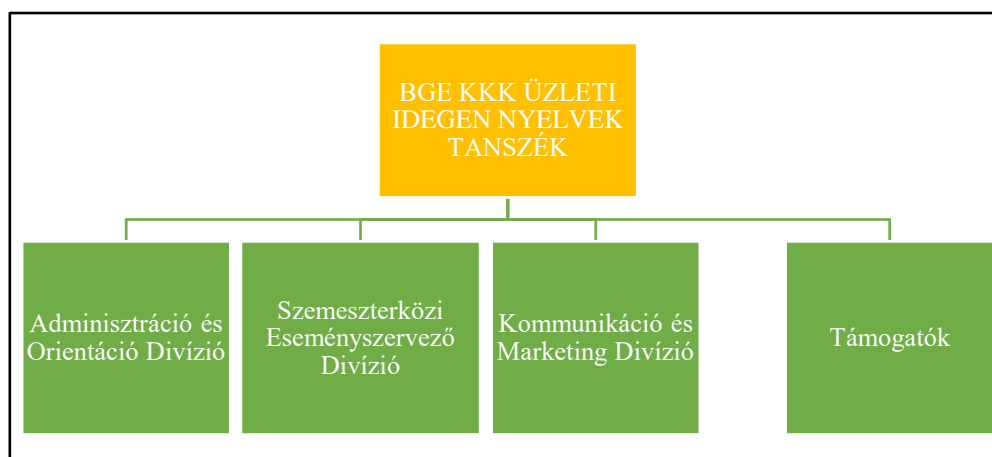 BGE KKK ÜZLETI
IDEGEN NYELVEK
TANSZÉK
Adminisztráció és
Orientáció Divízió
Szemeszterközi
Eseményszervező
Divízió
Kommunikáció és
Marketing Divízió
Támogatók